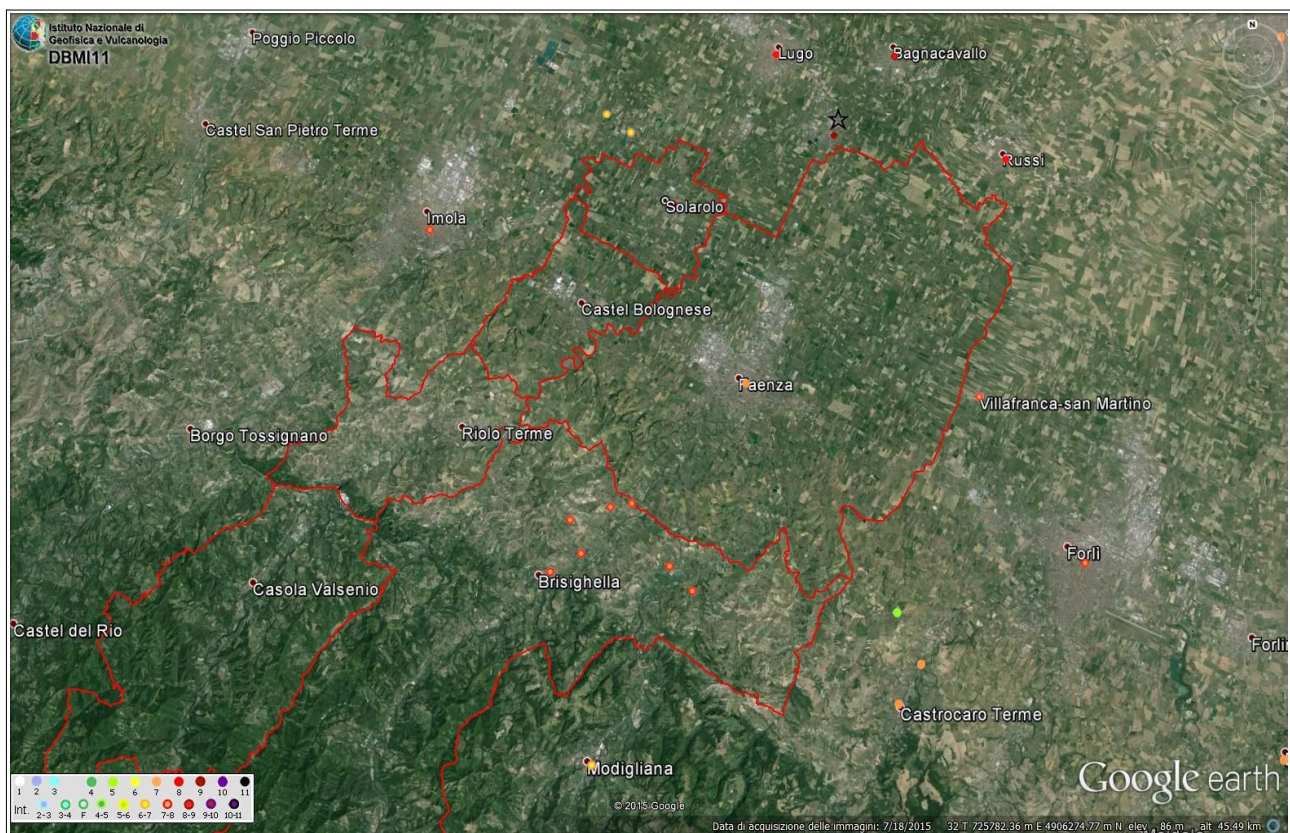 Istituto Nazionale di
Geofisica e Vulcanologia
DBMI11
N
Poggio Piccolo
Lugo
Bagnacavallo
Castel San Pietro Terme
Russi
Solarolo
Imola
Castel Bolognese
Faenza
Villafranca-san Martino
Borgo Tossignano
Riolo Terme
Forlì
Brisighella
Casola Valsenio
Castel del Rio
Forlin
Castrocaro Terme
Modigliana
1 2 3 4 5 6 7 8 9 10 11
Int. 2-3 3-4 F 4-5 5-6 6-7 7-8 8-9 9-10 10-11
Google earth
© 2015 Google
Data di acquisizione delle immagini: 7/18/2015 32 T 725782.36 m E 4906274.77 m N elev 86 m alt 45.49 km